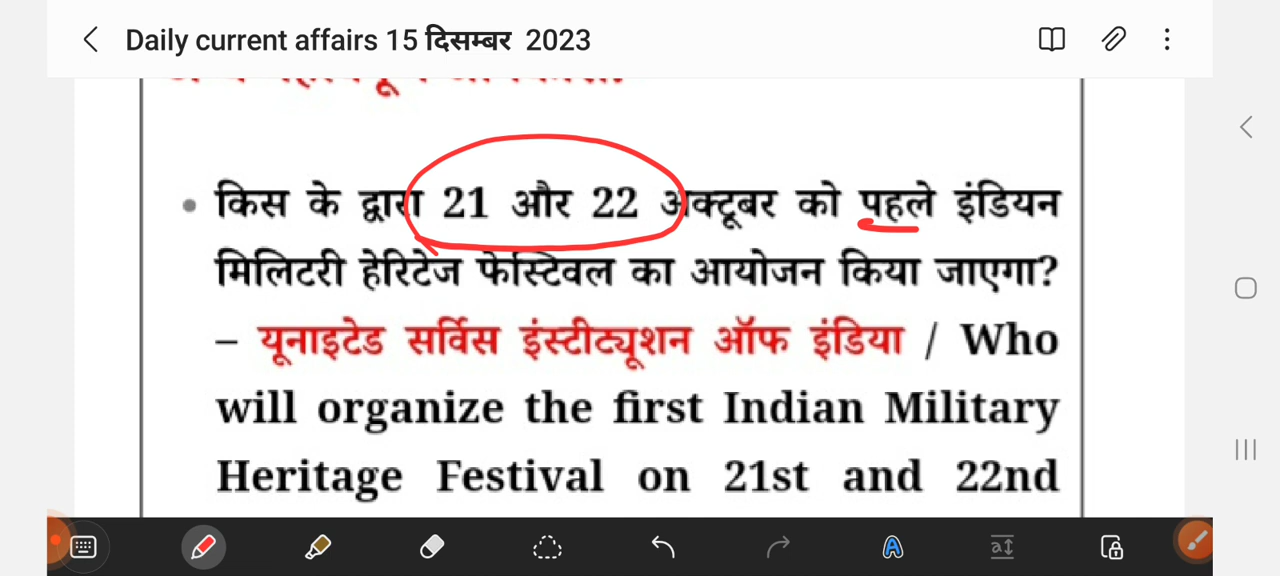 Daily current affairs 15 दिसम्बर 2023
• किस के द्वारा 21 और 22 अक्टूबर को पहले इंडियन
मिलिटरी हेरिटेज फेस्टिवल का आयोजन किया जाएगा?
– यूनाइटेड सर्विस इंस्टीट्यूशन ऑफ इंडिया / Who
will organize the first Indian Military
Heritage Festival on 21st and 22nd